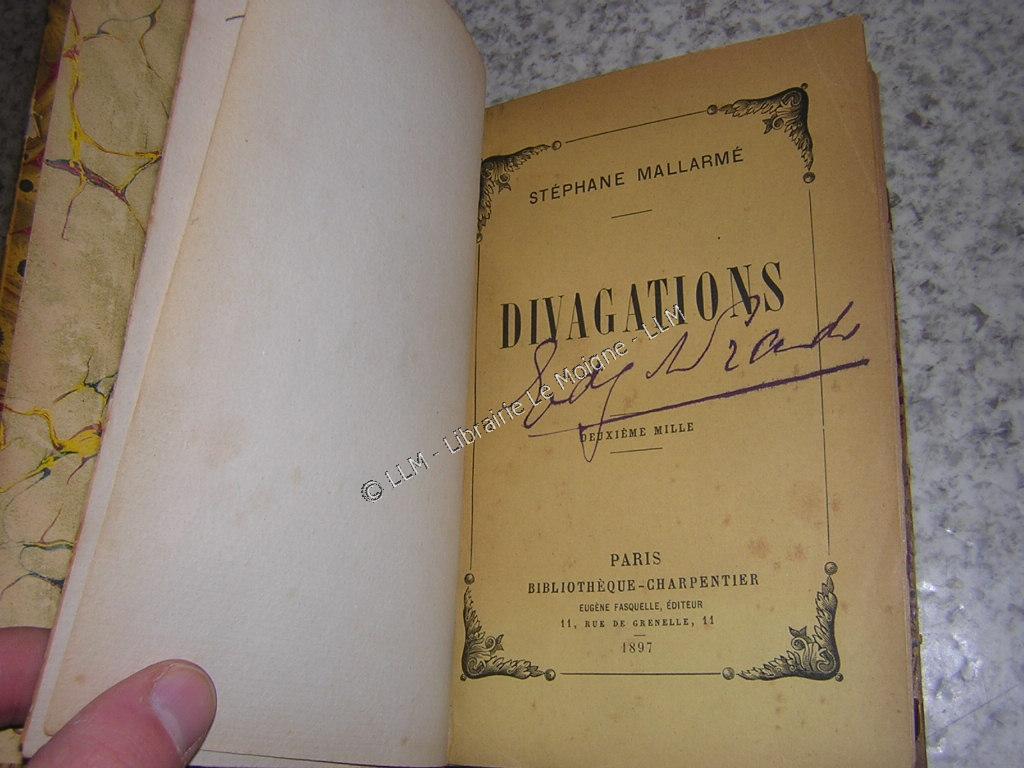 STÉPHANE MALLARMÉ
DIVAGATIONS
DEUXIÈME MILLE
PARIS
BIBLIOTHÈQUE-CHARPENTIER
EUGÈNE FASQUELLE, ÉDITEUR
11, RUE DE GRENELLE, 11
1897
© LLM - Librairie Le Moigne - LLM